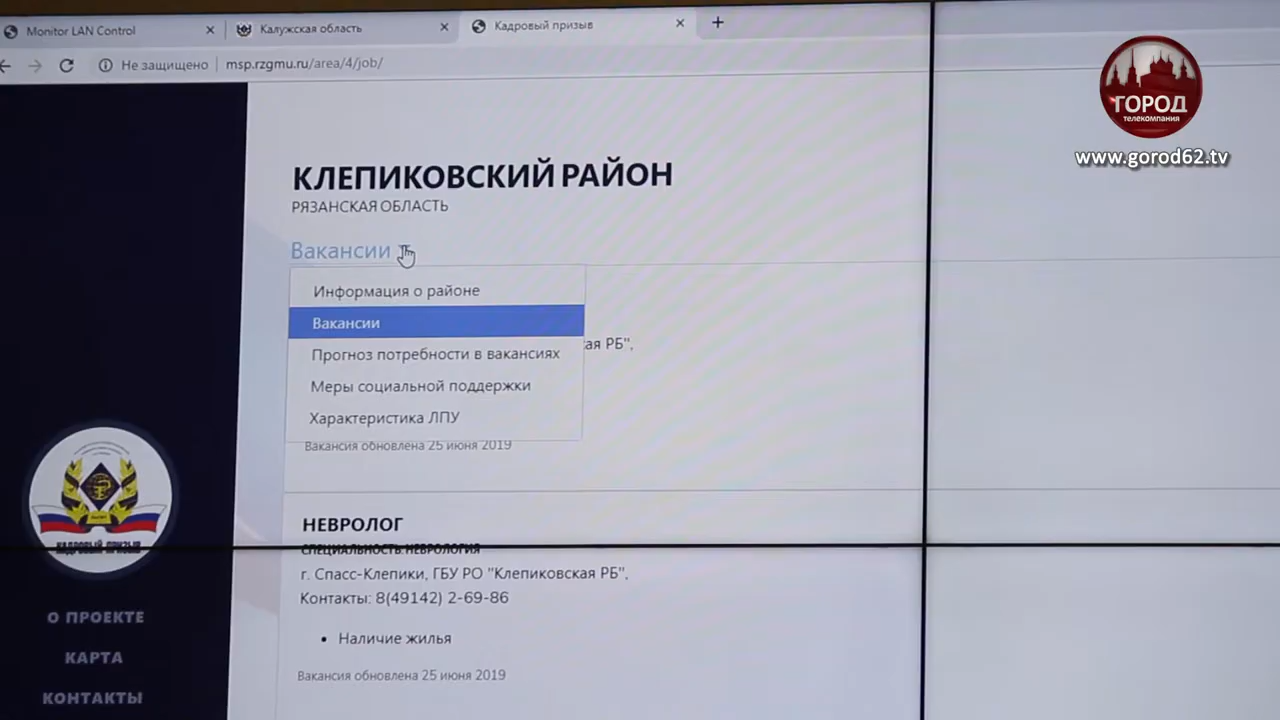 Monitor LAN Control
Калужская область
Кадровый призыв
Не защищено
msp.rzgmu.ru/area/4/job/
ГОРОД
телекомпания
www.gorod62.tv
КЛЕПИКОВСКИЙ РАЙОН
РЯЗАНСКАЯ ОБЛАСТЬ
Вакансии
Информация о районе
Вакансии
ая РБ",
Прогноз потребности в вакансиях
Меры социальной поддержки
Характеристика ЛПУ
Вакансия обновлена 25 июня 2019
НЕВРОЛОГ
СПЕЦИАЛЬНОСТЬ: НЕВРОЛОГИЯ
г. Спасс-Клепики, ГБУ РО "Клепиковская РБ",
Контакты: 8(49142) 2-69-86
Наличие жилья
Вакансия обновлена 25 июня 2019
КАДРОВЫЙ ПРИЗЫВ
О ПРОЕКТЕ
КАРТА
КОНТАКТЫ